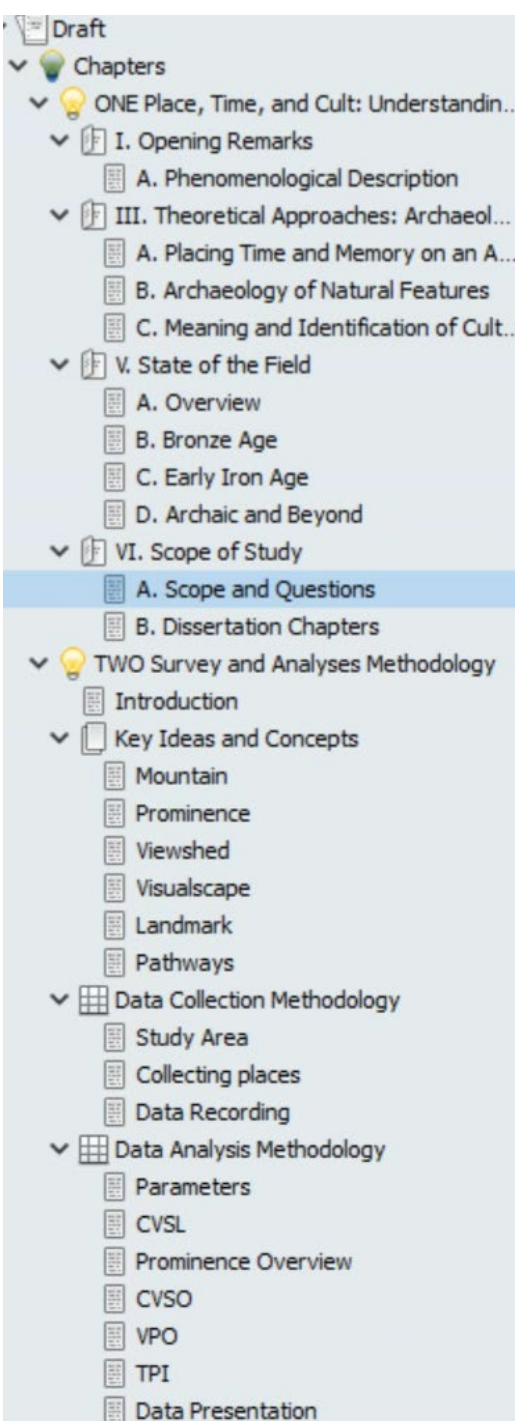 Draft
Chapters
ONE Place, Time, and Cult: Understandin...
I. Opening Remarks
A. Phenomenological Description
III. Theoretical Approaches: Archaeol...
A. Placing Time and Memory on an A...
B. Archaeology of Natural Features
C. Meaning and Identification of Cult...
V. State of the Field
A. Overview
B. Bronze Age
C. Early Iron Age
D. Archaic and Beyond
VI. Scope of Study
A. Scope and Questions
B. Dissertation Chapters
TWO Survey and Analyses Methodology
Introduction
Key Ideas and Concepts
Mountain
Prominence
Viewshed
Visualscape
Landmark
Pathways
Data Collection Methodology
Study Area
Collecting places
Data Recording
Data Analysis Methodology
Parameters
CVSL
Prominence Overview
CVSO
VPO
TPI
Data Presentation